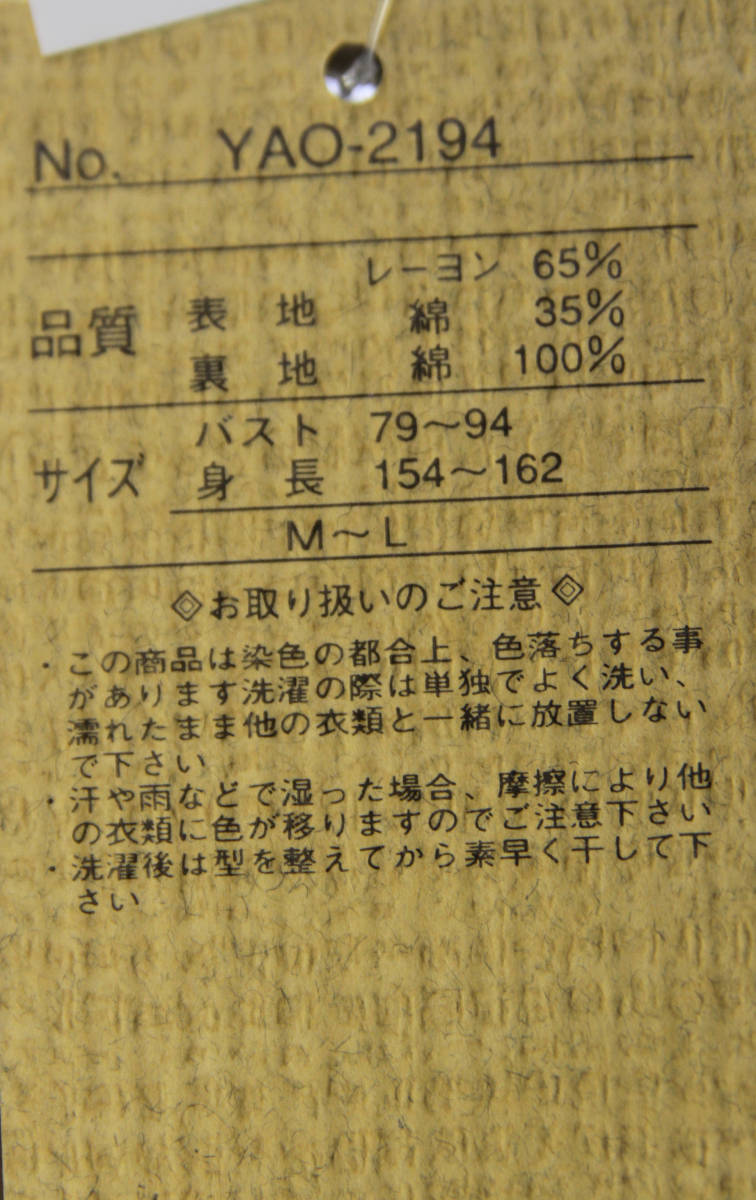 No. YAO-2194
レーヨン 65%
品質 表地 綿 35%
裏地 綿 100%
バスト 79～94
サイズ 身長 154～162
M～L
◇お取り扱いのご注意◇
・この商品は染色の都合上、色落ちする事
があります洗濯の際は単独でよく洗い、
濡れたまま他の衣類と一緒に放置しない
で下さい
・汗や雨などで湿った場合、摩擦により他
の衣類に色が移りますのでご注意下さい
・洗濯後は型を整えてから素早く干して下
さい